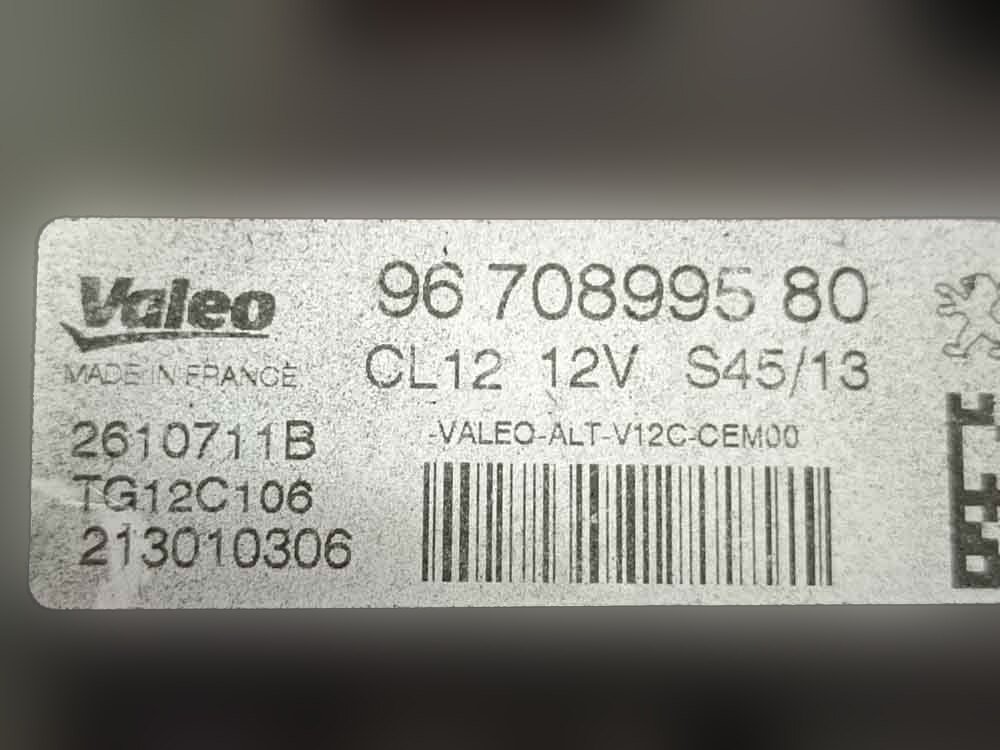 Valeo
96 708995 80
MADE IN FRANCE
CL12 12V S45/13
2610711B
-VALEO-ALT-V12C-CEM00
TG12C106
213010306